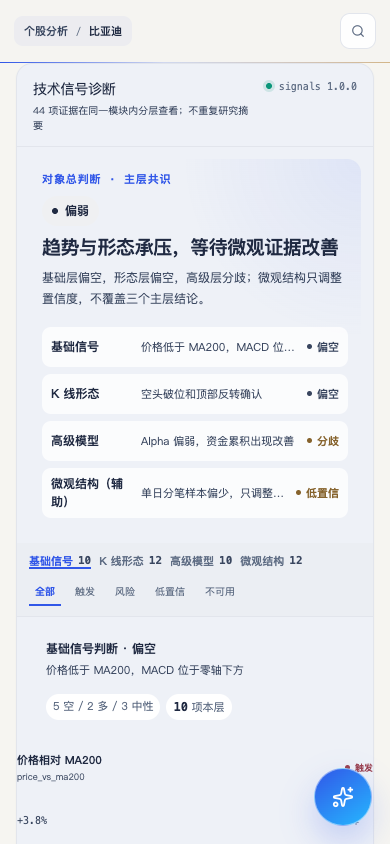 个股分析 / 比亚迪
技术信号诊断
signals 1.0.0
44 项证据在同一模块内分层查看；不重复研究摘
要
对象总判断 · 主层共识
偏弱
趋势与形态承压，等待微观证据改善
基础层偏空，形态层偏空，高级层分歧；微观结构只调整
置信度，不覆盖三个主层结论。
基础信号 价格低于 MA200，MACD 位... 偏空
K 线形态 空头破位和顶部反转确认 偏空
高级模型 Alpha 偏弱，资金累积出现改善 分歧
微观结构（辅
助） 单日分笔样本偏少，只调整... 低置信
基础信号 10 K 线形态 12 高级模型 10 微观结构 12
全部 触发 风险 低置信 不可用
基础信号判断 · 偏空
价格低于 MA200，MACD 位于零轴下方
5 空 / 2 多 / 3 中性 10 项本层
价格相对 MA200
触发
price_vs_ma200
+3.8%